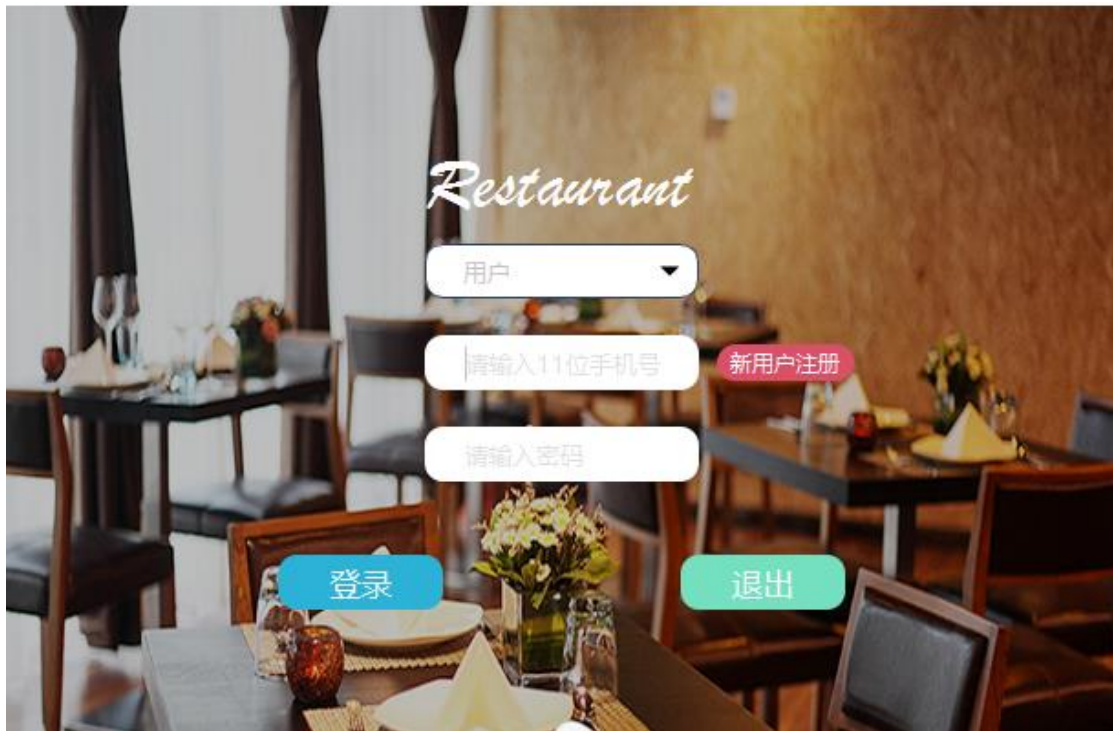 Restaurant
用户
请输入11位手机号
新用户注册
请输入密码
登录
退出